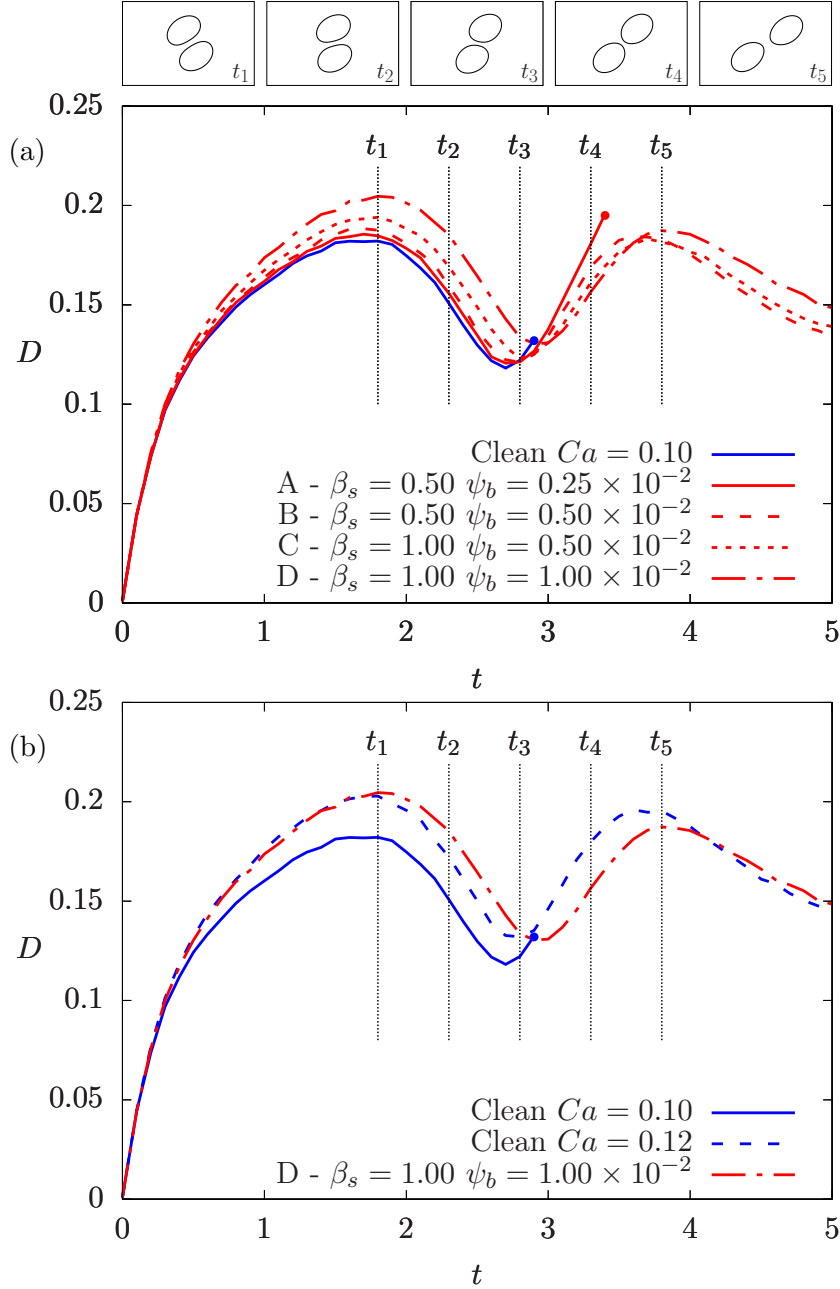 t₁ t₂ t₃ t₄ t₅
0.25
(a)
t₁ t₂ t₃ t₄ t₅
0.2
0.15
D
0.1
Clean Ca = 0.10
A - βₛ = 0.50 ψ_b = 0.25 × 10⁻²
0.05
B - βₛ = 0.50 ψ_b = 0.50 × 10⁻²
C - βₛ = 1.00 ψ_b = 0.50 × 10⁻²
D - βₛ = 1.00 ψ_b = 1.00 × 10⁻²
0
0 1 2 3 4 5
t
0.25
(b)
t₁ t₂ t₃ t₄ t₅
0.2
0.15
D
0.1
Clean Ca = 0.10
0.05
Clean Ca = 0.12
D - βₛ = 1.00 ψ_b = 1.00 × 10⁻²
0
0 1 2 3 4 5
t